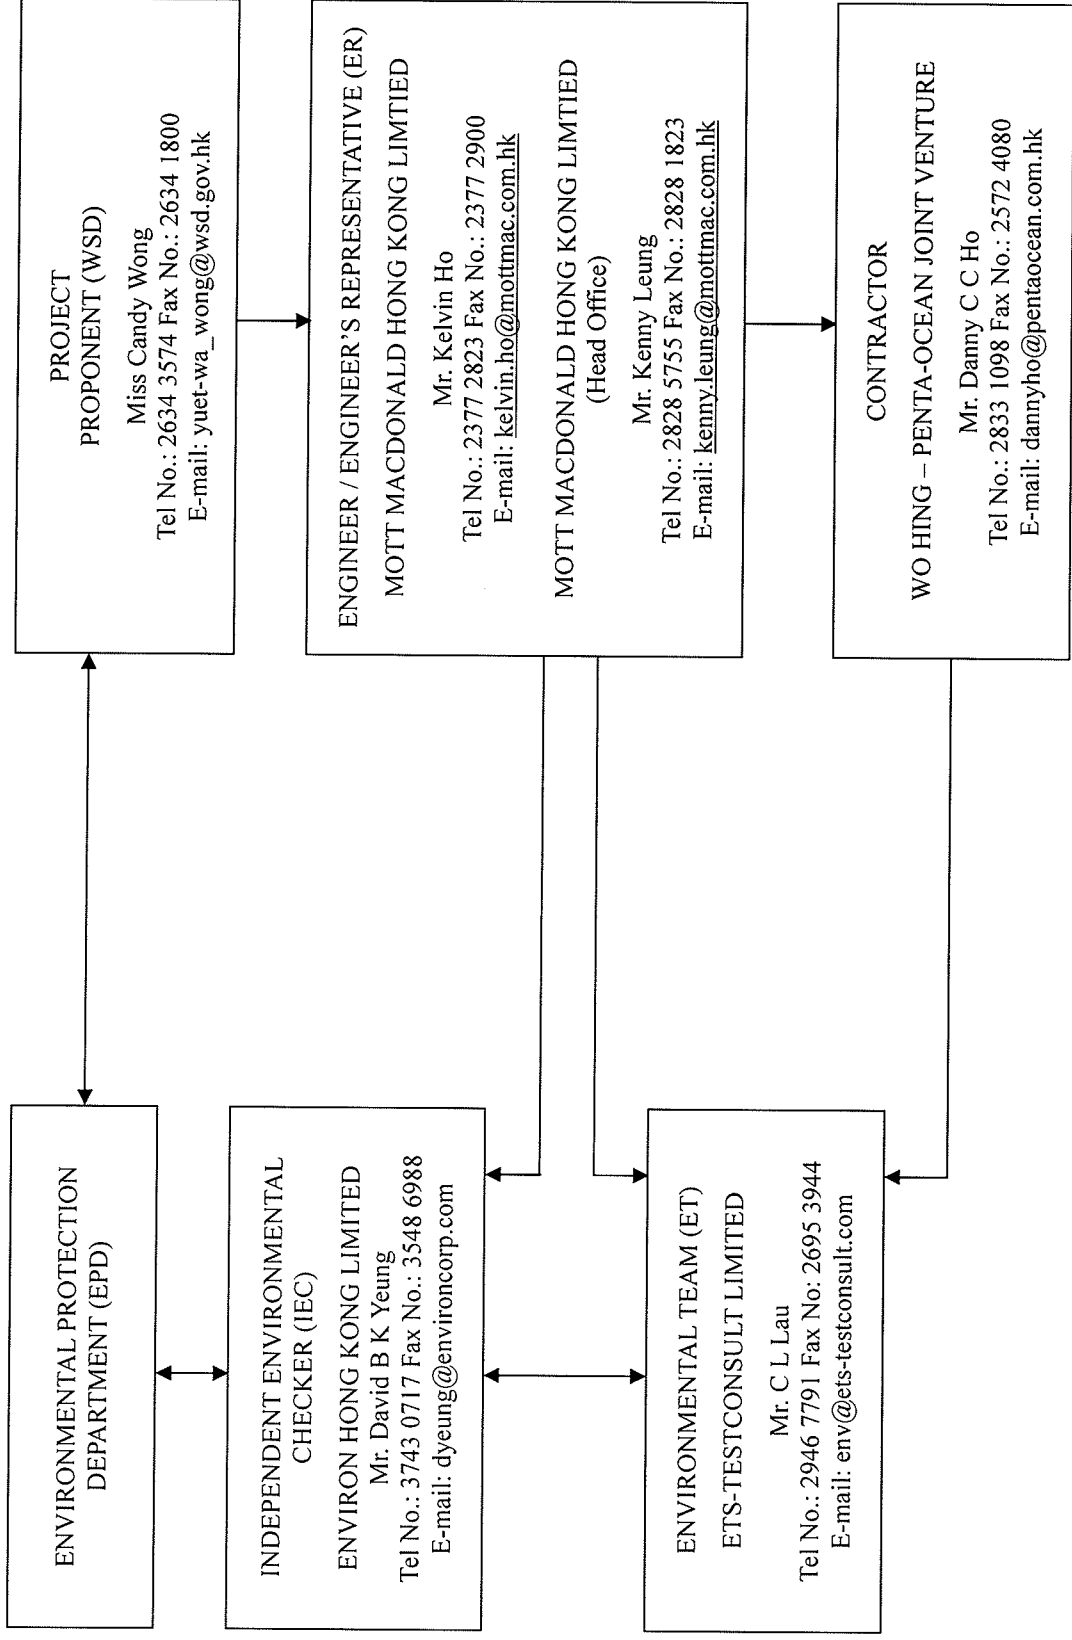 ENVIRONMENTAL PROTECTION
DEPARTMENT (EPD)
PROJECT
PROPONENT (WSD)
Miss Candy Wong
Tel No.: 2634 3574 Fax No.: 2634 1800
E-mail: yuet-wa_wong@wsd.gov.hk
INDEPENDENT ENVIRONMENTAL
CHECKER (IEC)
ENVIRON HONG KONG LIMITED
Mr. David B K Yeung
Tel No.: 3743 0717 Fax No.: 3548 6988
E-mail: dyeung@environcorp.com
ENGINEER / ENGINEER'S REPRESENTATIVE (ER)
MOTT MACDONALD HONG KONG LIMTIED
Mr. Kelvin Ho
Tel No.: 2377 2823 Fax No.: 2377 2900
E-mail: kelvin.ho@mottmac.com.hk
MOTT MACDONALD HONG KONG LIMTIED
(Head Office)
Mr. Kenny Leung
Tel No.: 2828 5755 Fax No.: 2828 1823
E-mail: kenny.leung@mottmac.com.hk
ENVIRONMENTAL TEAM (ET)
ETS-TESTCONSULT LIMITED
Mr. C L Lau
Tel No.: 2946 7791 Fax No: 2695 3944
E-mail: env@ets-testconsult.com
CONTRACTOR
WO HING – PENTA-OCEAN JOINT VENTURE
Mr. Danny C C Ho
Tel No.: 2833 1098 Fax No.: 2572 4080
E-mail: dannyho@pentaocean.com.hk